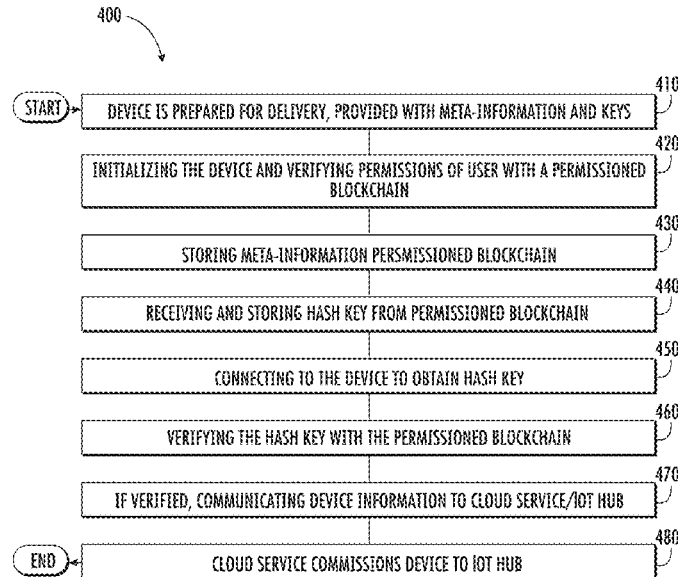 400
410
START
DEVICE IS PREPARED FOR DELIVERY, PROVIDED WITH META-INFORMATION AND KEYS
420
INITIALIZING THE DEVICE AND VERIFYING PERMISSIONS OF USER WITH A PERMISSIONED
BLOCKCHAIN
430
STORING META-INFORMATION PERSMISSIONED BLOCKCHAIN
440
RECEIVING AND STORING HASH KEY FROM PERMISSIONED BLOCKCHAIN
450
CONNECTING TO THE DEVICE TO OBTAIN HASH KEY
460
VERIFYING THE HASH KEY WITH THE PERMISSIONED BLOCKCHAIN
470
IF VERIFIED, COMMUNICATING DEVICE INFORMATION TO CLOUD SERVICE/IOT HUB
480
END
CLOUD SERVICE COMMISSIONS DEVICE TO IOT HUB